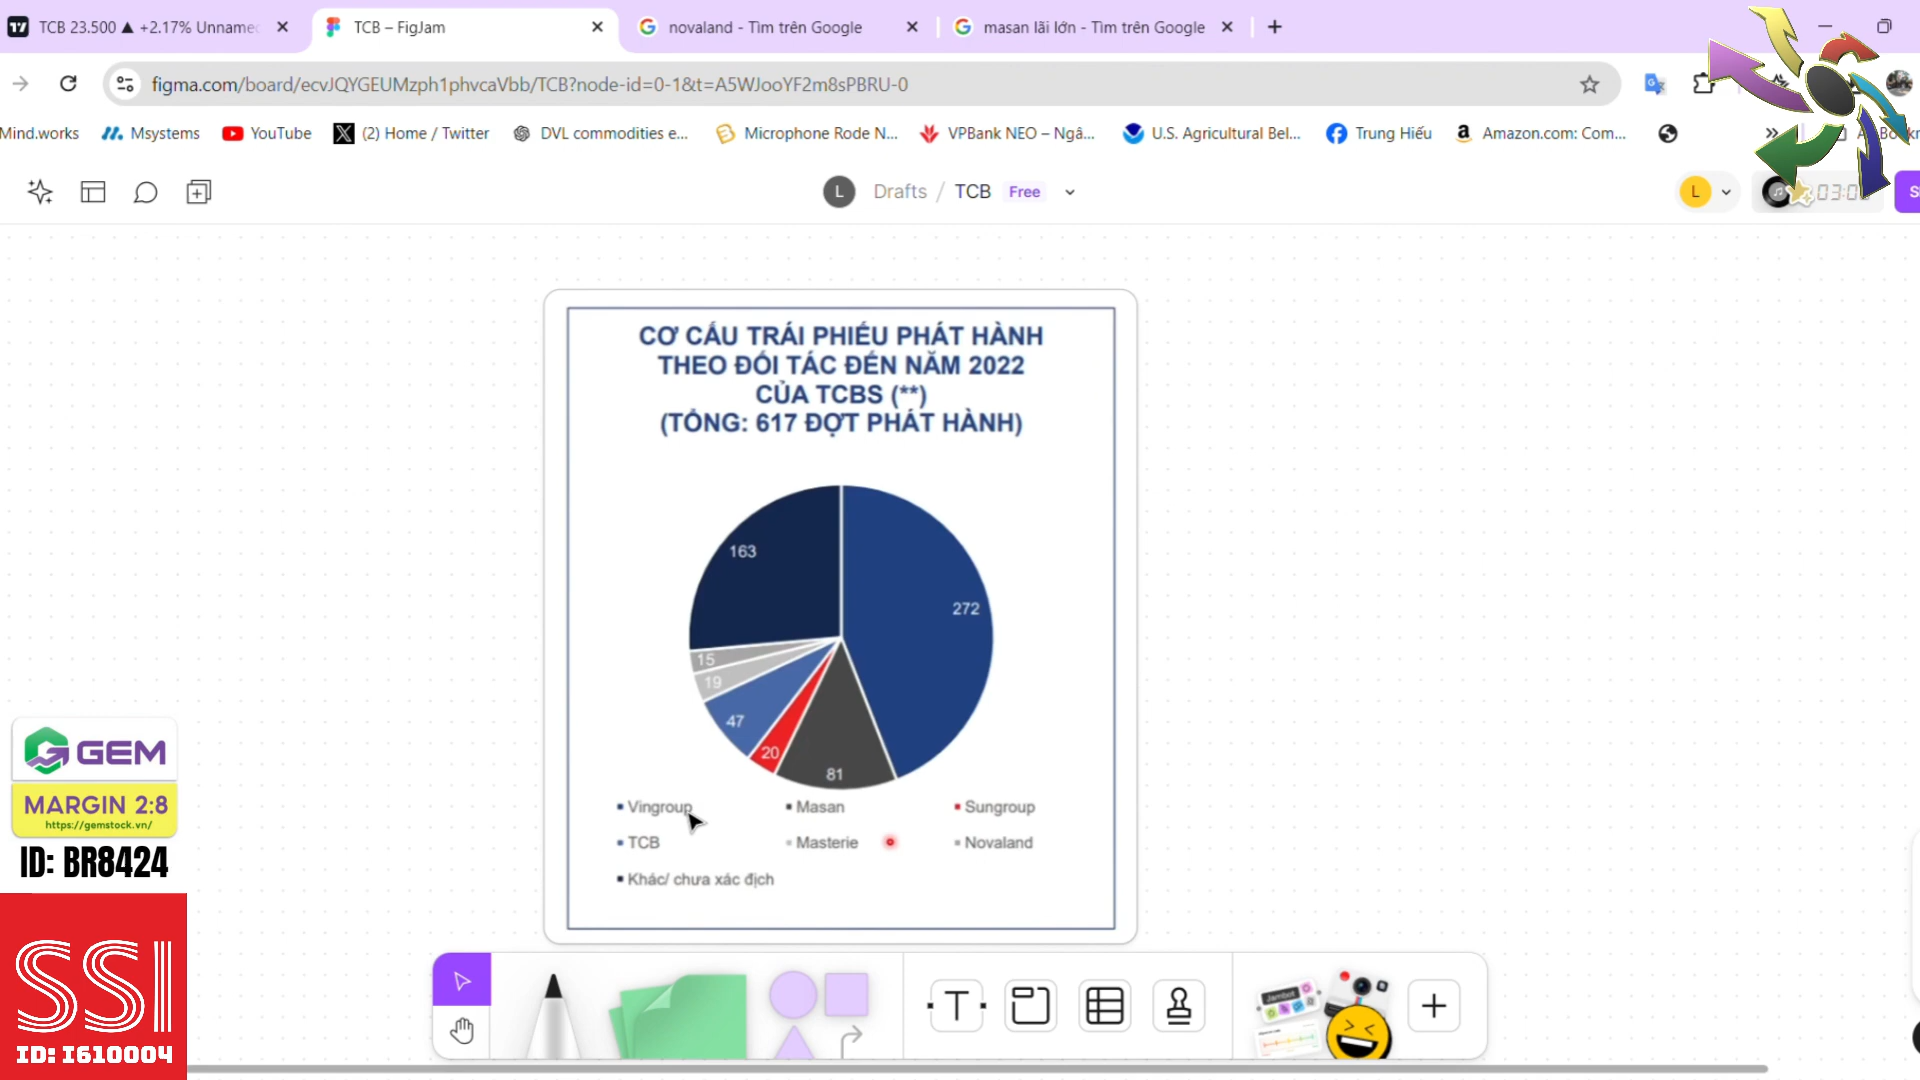 TCB 23.500 ▲ +2.17% Unname
TCB – FigJam
novaland - Tìm trên Google
masan lãi lớn - Tìm trên Google
figma.com/board/ecvJQYGEUMzph1phvcaVbb/TCB?node-id=0-1&t=A5WJooYF2m8sPBRU-0
Mind.works
Msystems
YouTube
(2) Home / Twitter
DVL commodities e...
Microphone Rode N...
VPBank NEO – Ngâ...
U.S. Agricultural Bel...
Trung Hiếu
Amazon.com: Com...
L
Drafts / TCB Free
L
CƠ CẤU TRÁI PHIẾU PHÁT HÀNH
THEO ĐỐI TÁC ĐẾN NĂM 2022
CỦA TCBS (**)
(TỔNG: 617 ĐỢT PHÁT HÀNH)
163
272
15
19
47
20
81
Vingroup
Masan
Sungroup
TCB
Masterie
Novaland
Khác/ chưa xác định
GEM
MARGIN 2:8
https://gemstock.vn/
ID: BR8424
SSI
ID: I610004
T
Jambot